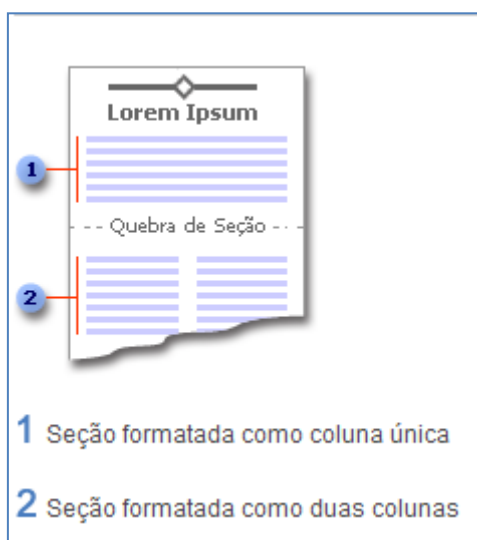 Lorem Ipsum
1
Quebra de Seção
2
1 Seção formatada como coluna única
2 Seção formatada como duas colunas